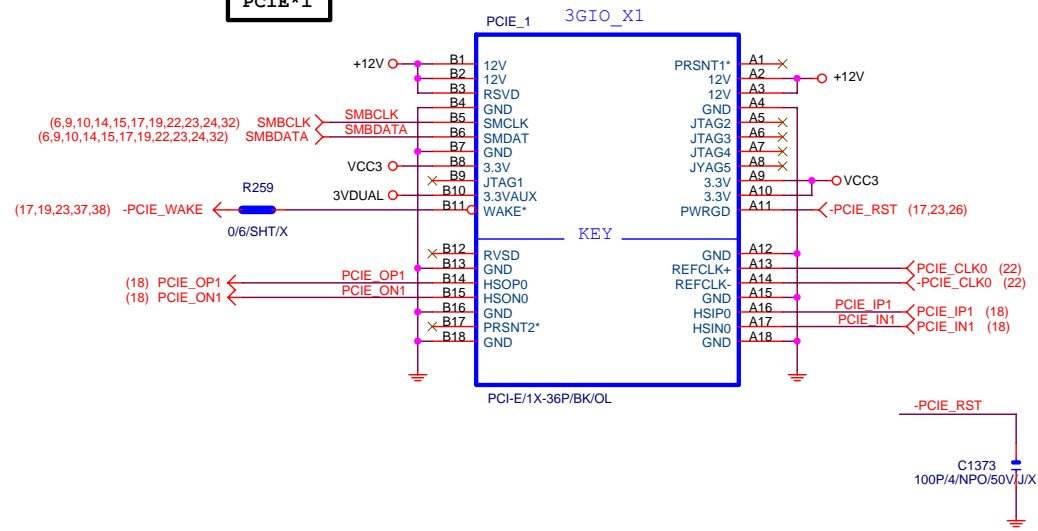 PCIE*1
PCIE_1 3GIO_X1
+12V B1 12V PRSNT1* A1
B2 12V 12V A2 +12V
B3 RSVD 12V A3
B4 GND GND A4
(6,9,10,14,15,17,19,22,23,24,32) SMBCLK SMBCLK B5 SMCLK JTAG2 A5
(6,9,10,14,15,17,19,22,23,24,32) SMBDATA SMBDATA B6 SMDAT JTAG3 A6
B7 GND JTAG4 A7
VCC3 B8 3.3V JYAG5 A8
B9 JTAG1 3.3V A9 VCC3
3VDUAL B10 3.3VAUX 3.3V A10
R259
(17,19,23,37,38) -PCIE_WAKE B11 WAKE* PWRGD A11 -PCIE_RST (17,23,26)
0/6/SHT/X
KEY
B12 RVSD GND A12
B13 GND REFCLK+ A13 PCIE_CLK0 (22)
(18) PCIE_OP1 PCIE_OP1 B14 HSOP0 REFCLK- A14 -PCIE_CLK0 (22)
(18) PCIE_ON1 PCIE_ON1 B15 HSON0 GND A15
B16 GND HSIP0 A16 PCIE_IP1 PCIE_IP1 (18)
B17 PRSNT2* HSIN0 A17 PCIE_IN1 PCIE_IN1 (18)
B18 GND GND A18
PCI-E/1X-36P/BK/OL
-PCIE_RST
C1373
100P/4/NPO/50V/J/X